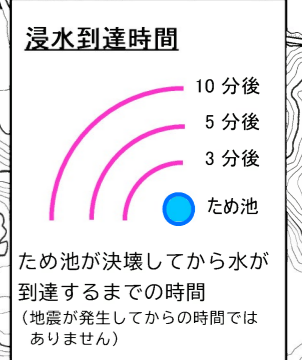 浸水到達時間
10 分後
5 分後
3 分後
ため池
ため池が決壊してから水が
到達するまでの時間
（地震が発生してからの時間では
ありません）